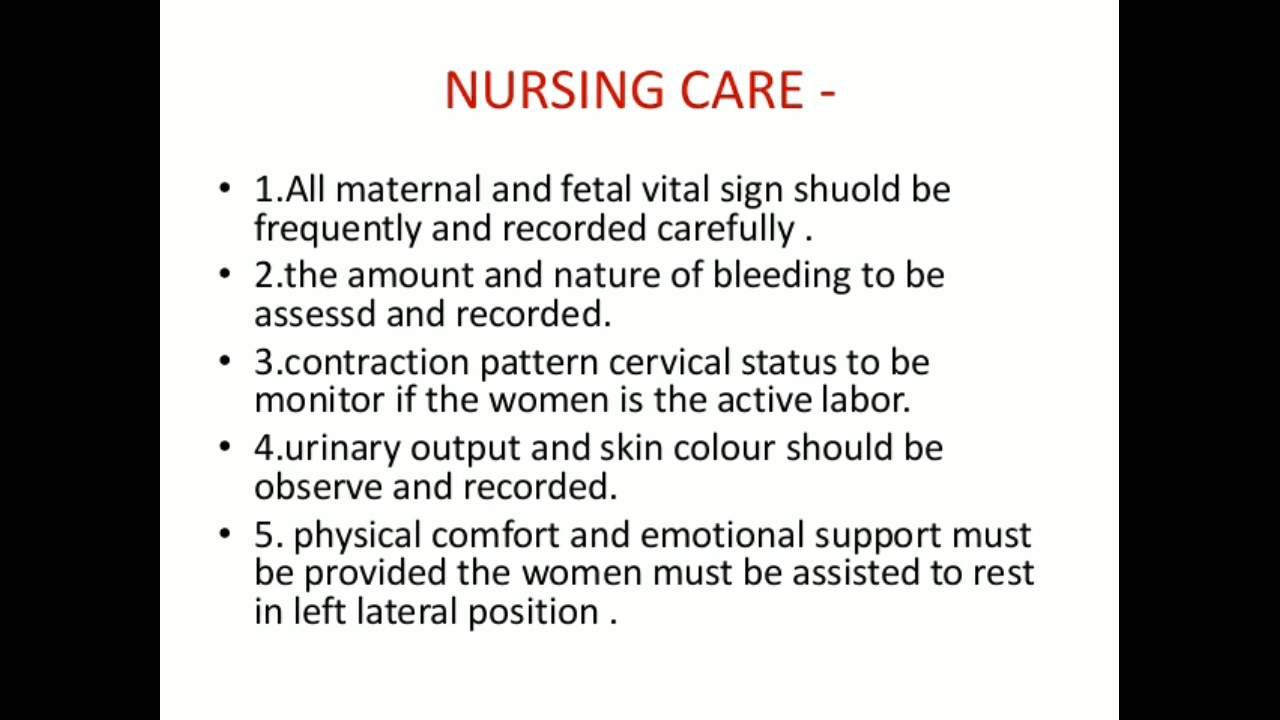 NURSING CARE -
• 1.All maternal and fetal vital sign shuold be
frequently and recorded carefully .
• 2.the amount and nature of bleeding to be
assessd and recorded.
• 3.contraction pattern cervical status to be
monitor if the women is the active labor.
• 4.urinary output and skin colour should be
observe and recorded.
• 5. physical comfort and emotional support must
be provided the women must be assisted to rest
in left lateral position .